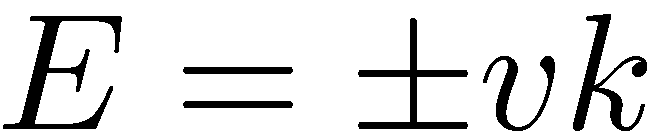 E = ±vk